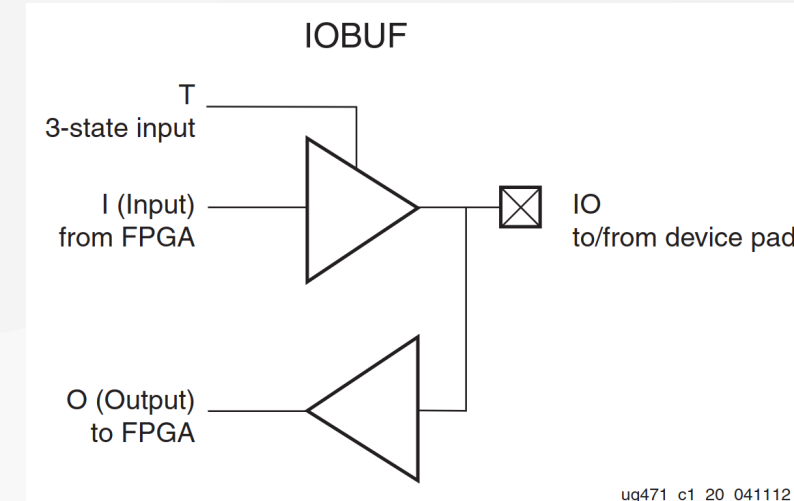 IOBUF
T
3-state input
I (Input)
from FPGA
IO
to/from device pad
O (Output)
to FPGA
ug471_c1_20_041112